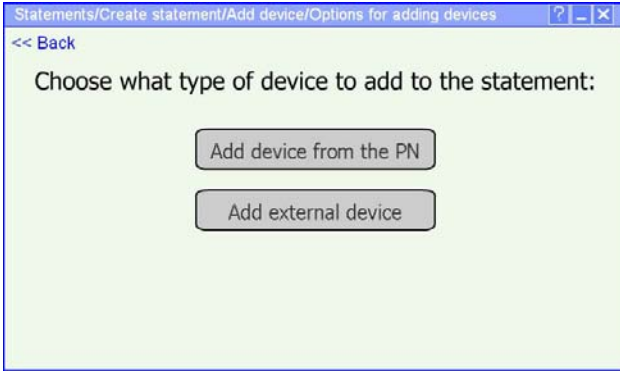 Statements/Create statement/Add device/Options for adding devices ? _ X
<< Back
Choose what type of device to add to the statement:
Add device from the PN
Add external device